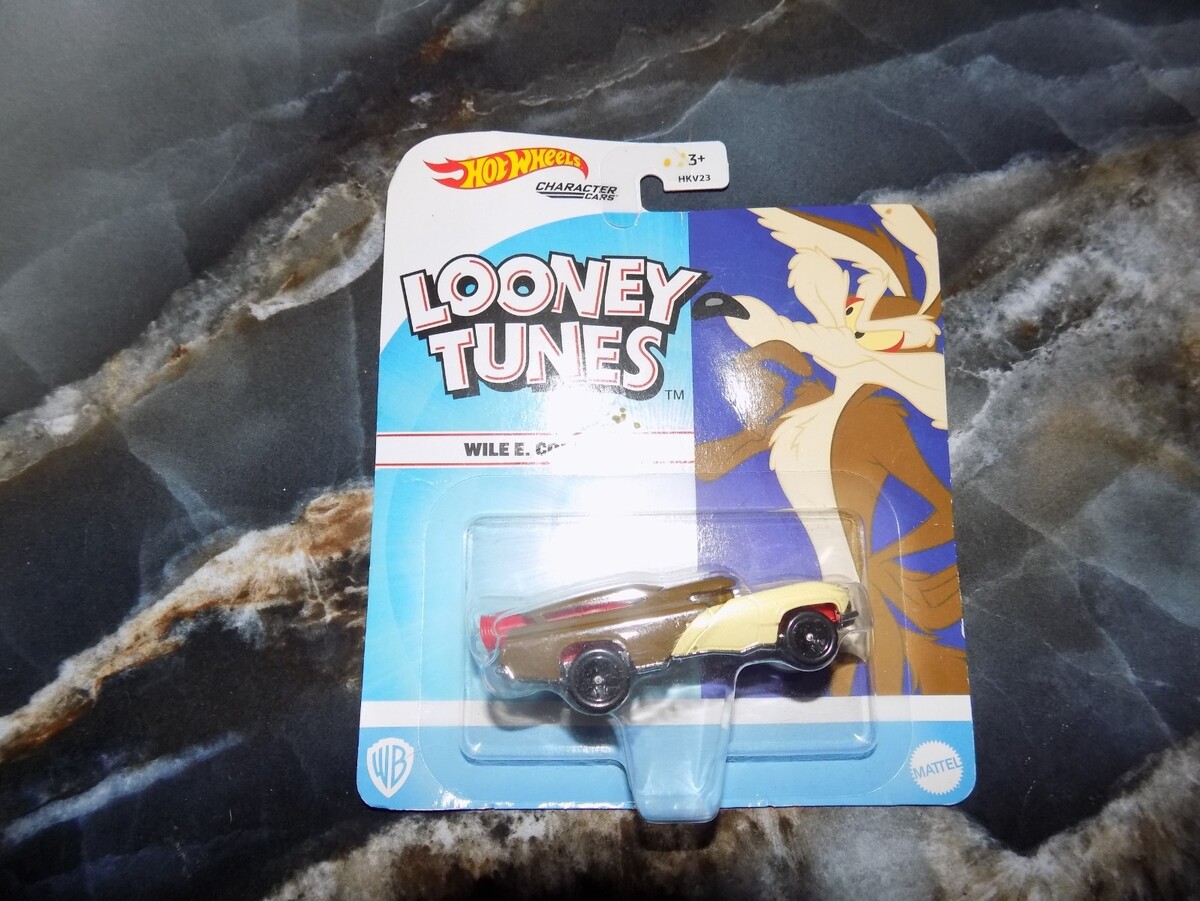 HOT WHEELS
CHARACTER
CARS
3+
HKV23
LOONEY
TUNES
TM
WILE E.
WB
MATTEL